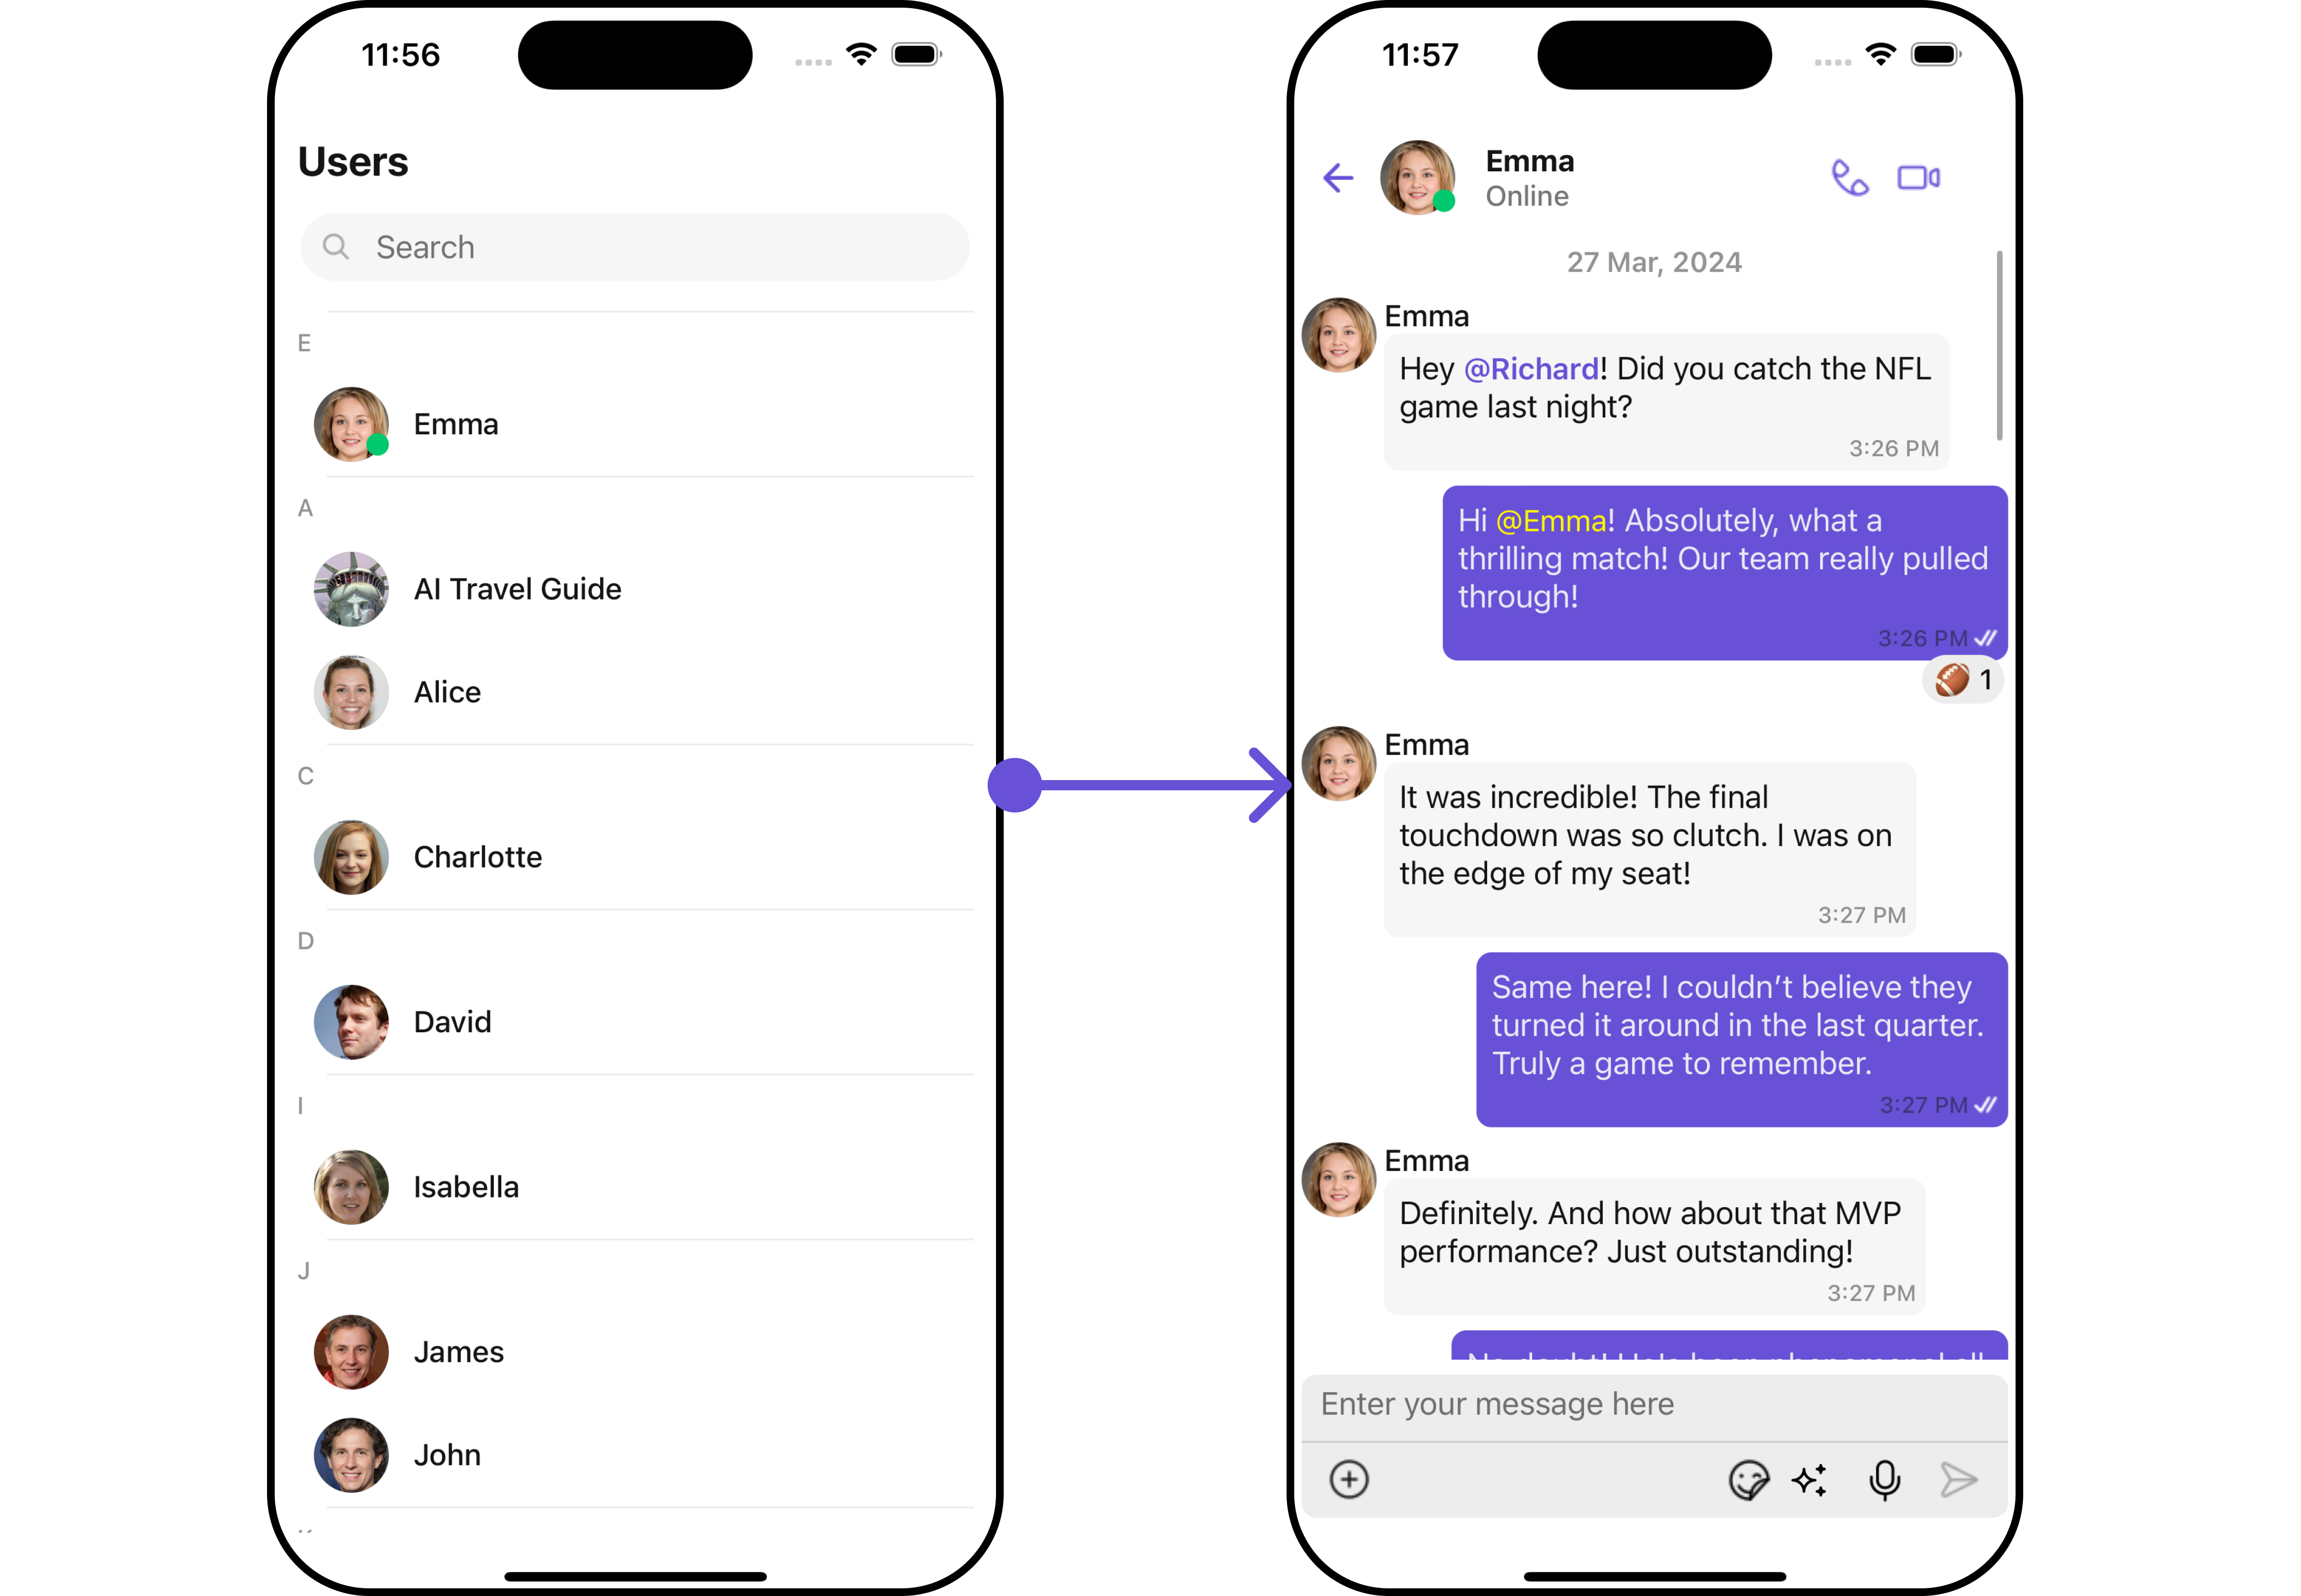 11:56
Users
Search
E
Emma
A
AI Travel Guide
Alice
C
Charlotte
D
David
I
Isabella
J
James
John
11:57
Emma
Online
27 Mar, 2024
Emma
Hey @Richard! Did you catch the NFL
game last night?
3:26 PM
Hi @Emma! Absolutely, what a
thrilling match! Our team really pulled
through!
3:26 PM
1
Emma
It was incredible! The final
touchdown was so clutch. I was on
the edge of my seat!
3:27 PM
Same here! I couldn’t believe they
turned it around in the last quarter.
Truly a game to remember.
3:27 PM
Emma
Definitely. And how about that MVP
performance? Just outstanding!
3:27 PM
Enter your message here